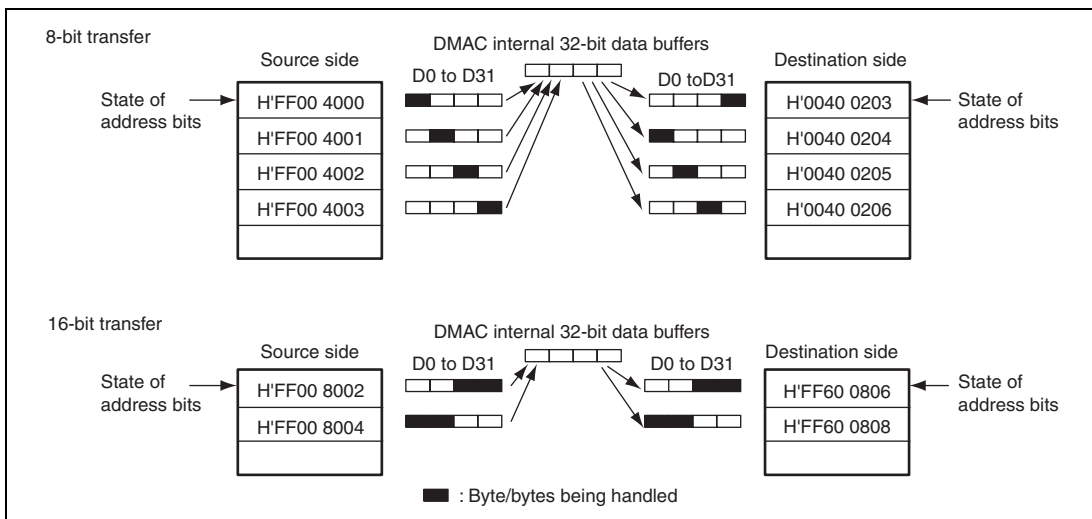 8-bit transfer
DMAC internal 32-bit data buffers
Source side
D0 to D31
D0 toD31
Destination side
State of
address bits
H'FF00 4000
H'FF00 4001
H'FF00 4002
H'FF00 4003
H'0040 0203
H'0040 0204
H'0040 0205
H'0040 0206
State of
address bits
16-bit transfer
DMAC internal 32-bit data buffers
Source side
D0 to D31
D0 to D31
Destination side
State of
address bits
H'FF00 8002
H'FF00 8004
H'FF60 0806
H'FF60 0808
State of
address bits
: Byte/bytes being handled